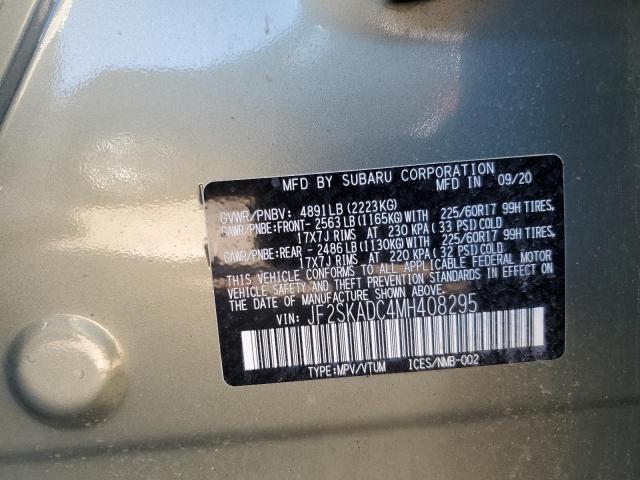 MFD BY SUBARU CORPORATION
MFD IN 09/20
GVWR/PNBV: 4891LB (2223KG)
GAWR/PNBE:FRONT- 2563LB (1165KG)WITH 225/60R17 99H TIRES,
17X7J RIMS AT 230 KPA (33 PSI)COLD
GAWR/PNBE:REAR - 2486LB (1130KG)WITH 225/60R17 99H TIRES,
17X7J RIMS AT 220 KPA (32 PSI)COLD
THIS VEHICLE CONFORMS TO ALL APPLICABLE FEDERAL MOTOR
VEHICLE SAFETY AND THEFT PREVENTION STANDARDS IN EFFECT ON
THE DATE OF MANUFACTURE SHOWN ABOVE.
VIN: JF2SKADC4MH408295
TYPE:MPV/VTUM ICES/NMB-002